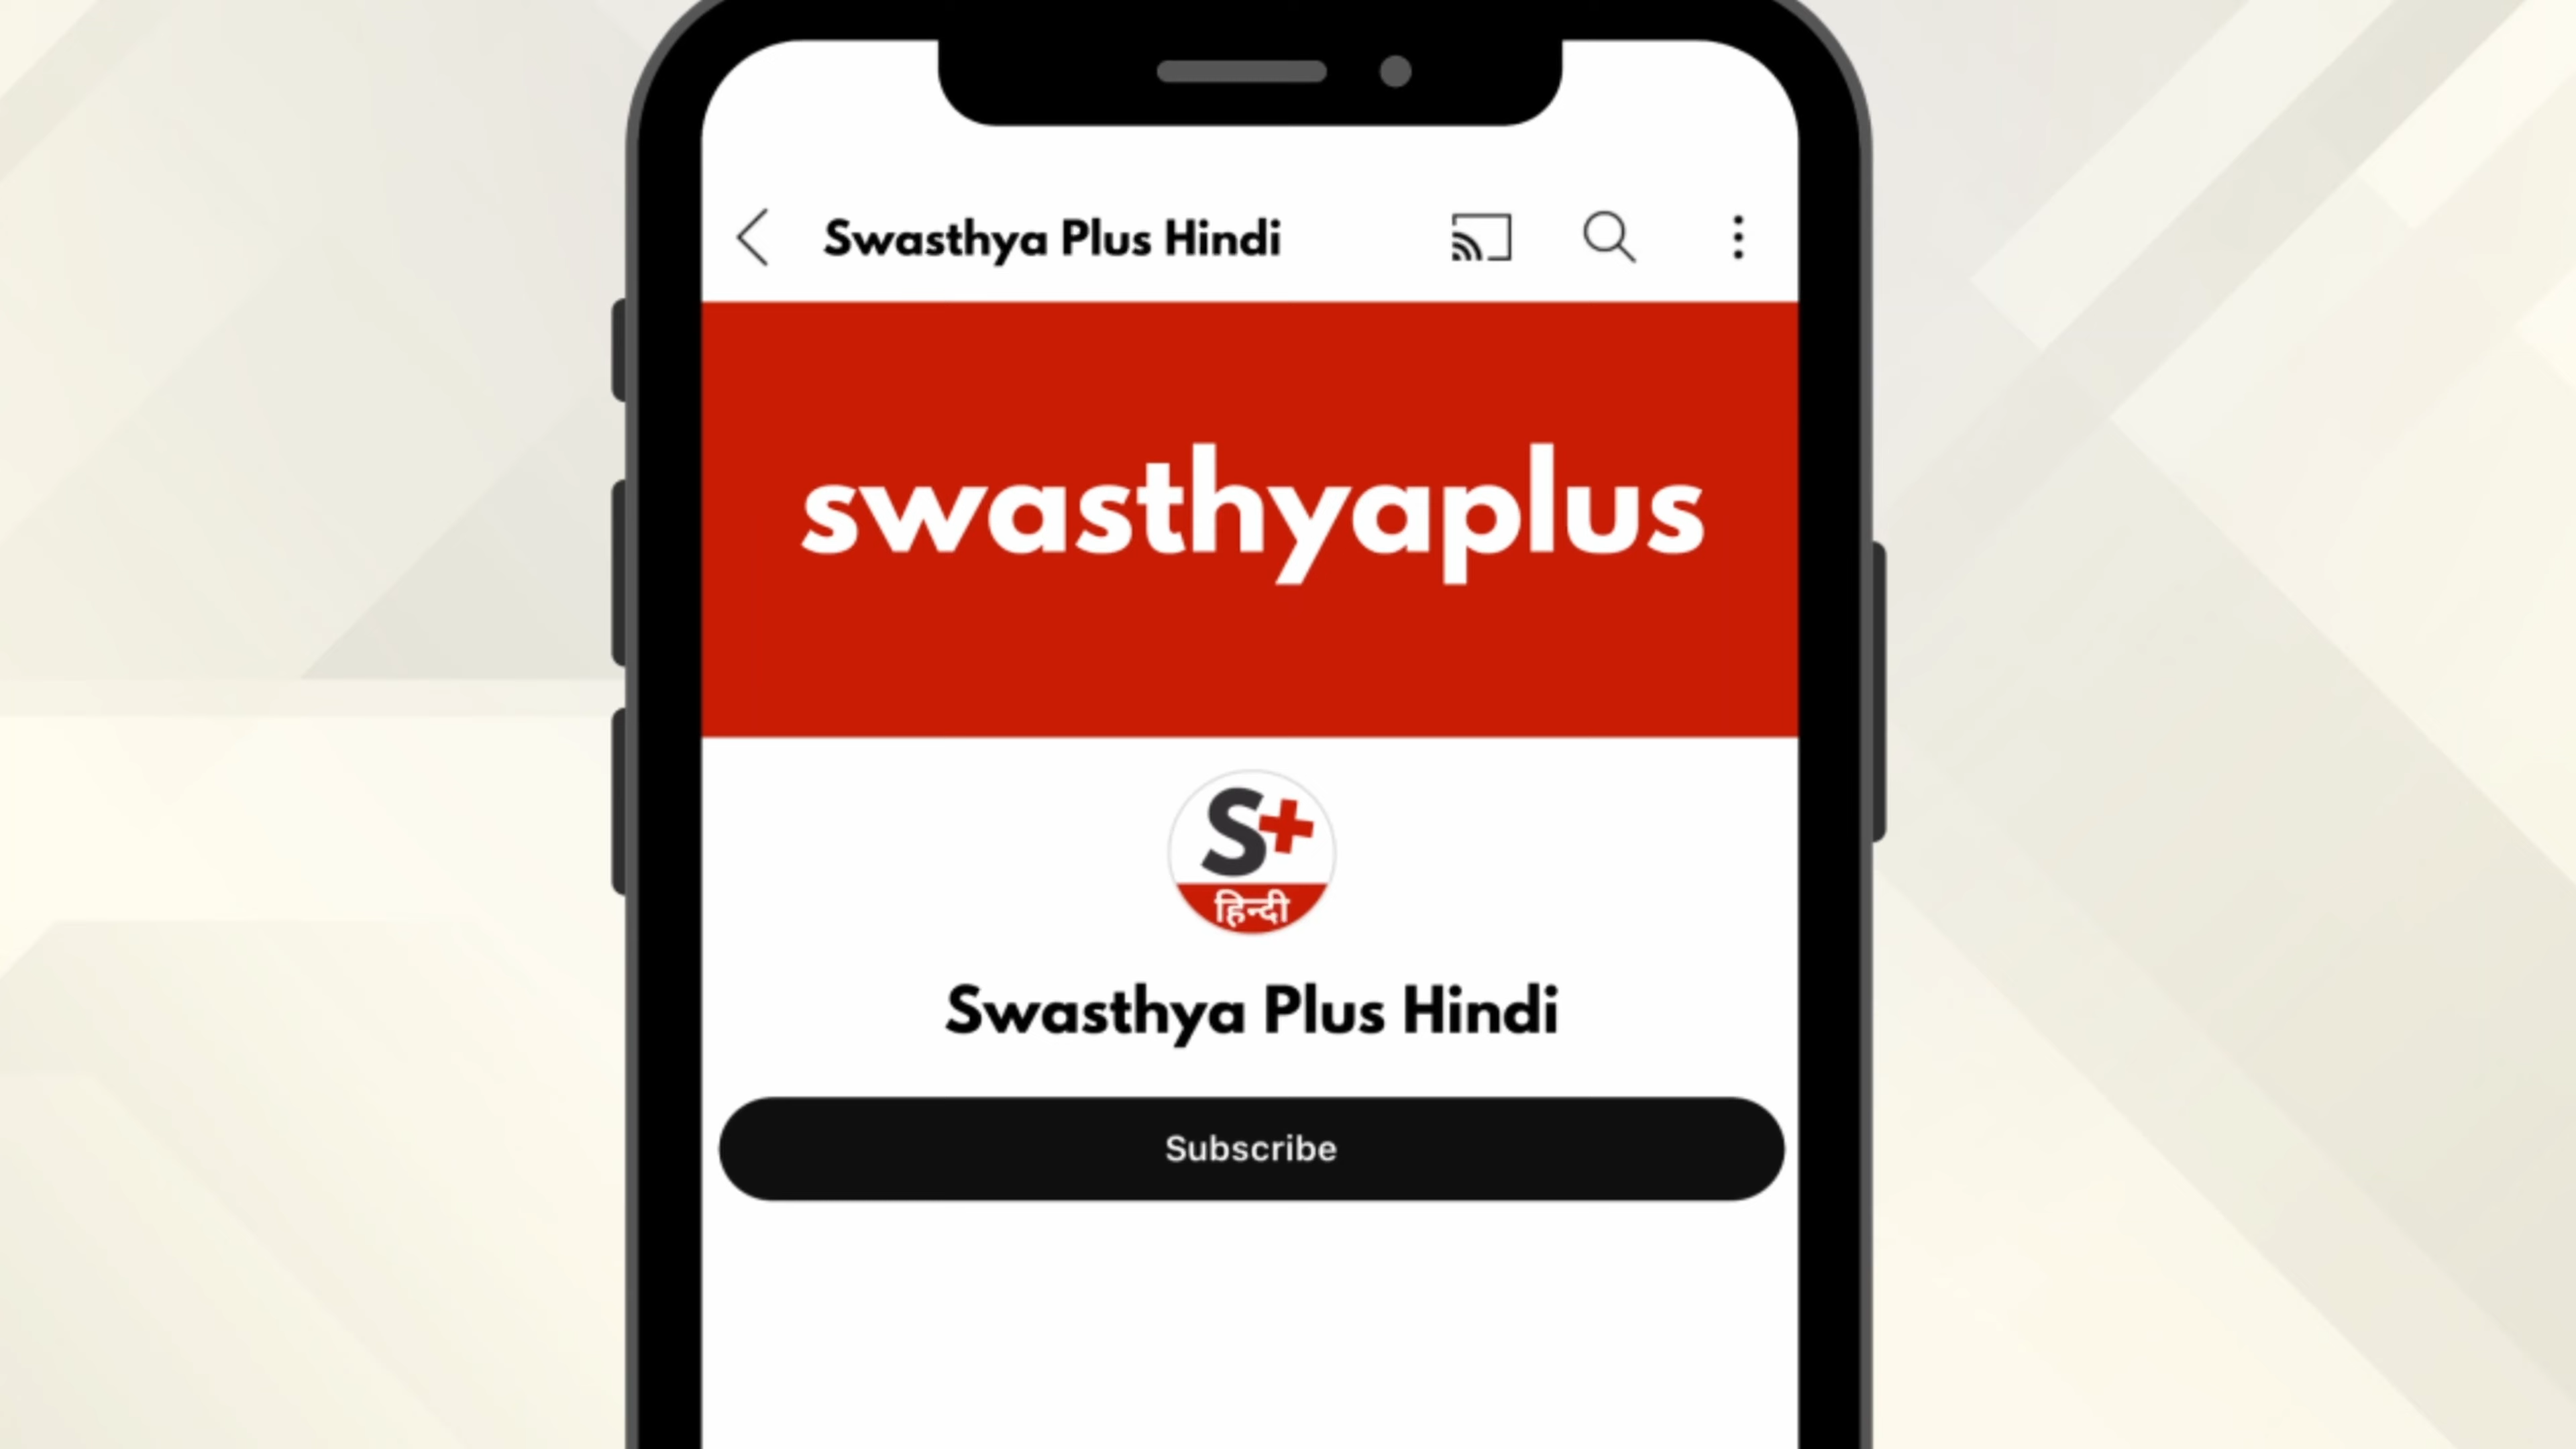 Swasthya Plus Hindi
swasthyaplus
S+
हिन्दी
Swasthya Plus Hindi
Subscribe